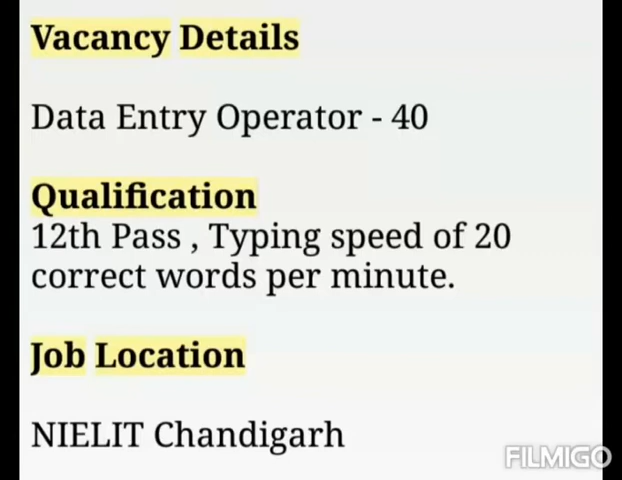 Vacancy Details
Data Entry Operator - 40
Qualification
12th Pass , Typing speed of 20
correct words per minute.
Job Location
NIELIT Chandigarh
FILMIGO